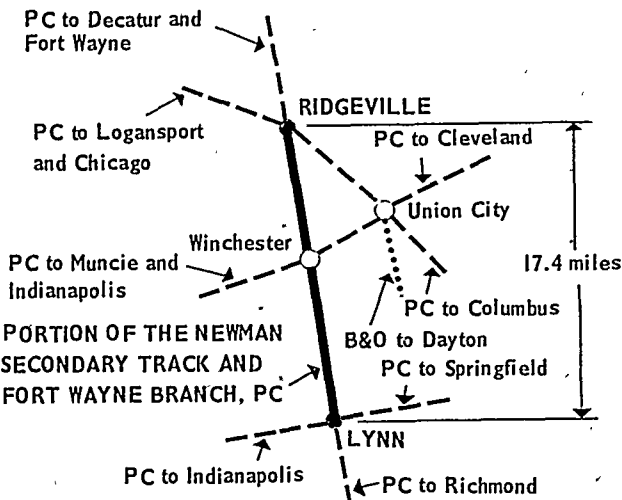 PC to Decatur and
Fort Wayne
RIDGEVILLE
PC to Logansport
and Chicago
PC to Cleveland
Union City
Winchester
PC to Muncie and
Indianapolis
17.4 miles
PC to Columbus
B&O to Dayton
PORTION OF THE NEWMAN
SECONDARY TRACK AND
FORT WAYNE BRANCH, PC
PC to Springfield
LYNN
PC to Indianapolis
PC to Richmond